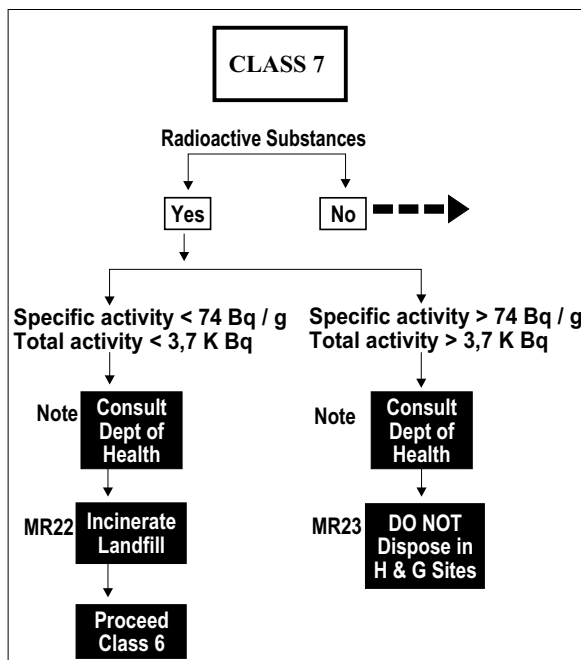 CLASS 7
Radioactive Substances
Yes
No
Specific activity < 74 Bq / g
Total activity < 3,7 K Bq
Specific activity > 74 Bq / g
Total activity > 3,7 K Bq
Note
Consult
Dept of
Health
Note
Consult
Dept of
Health
MR22
Incinerate
Landfill
MR23
DO NOT
Dispose in
H & G Sites
Proceed
Class 6